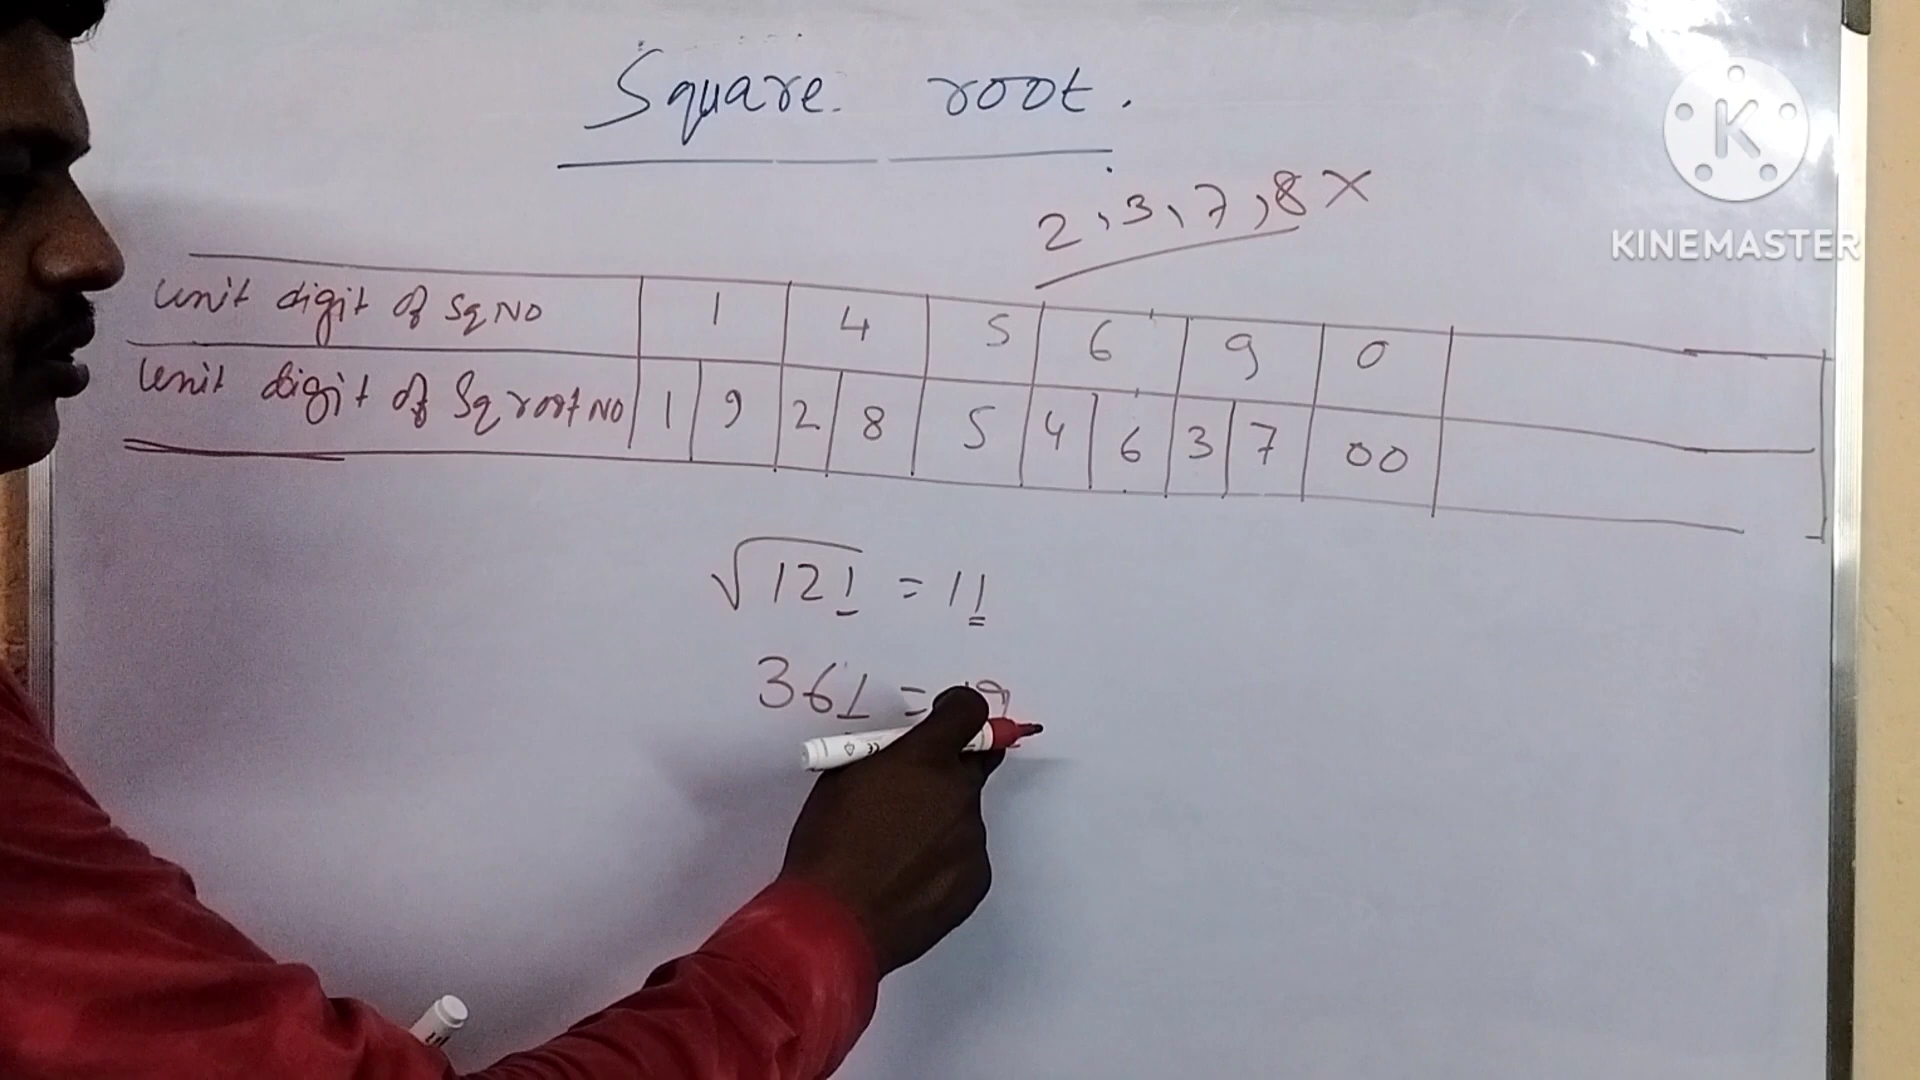 Square root.
2,3,7,8 X
K
KINEMASTER
Unit digit of Sq NO 1 4 5 6 9 0
Unit digit of Sq root NO 1 9 2 8 5 4 6 3 7 00
√121 = 11
361 = 19